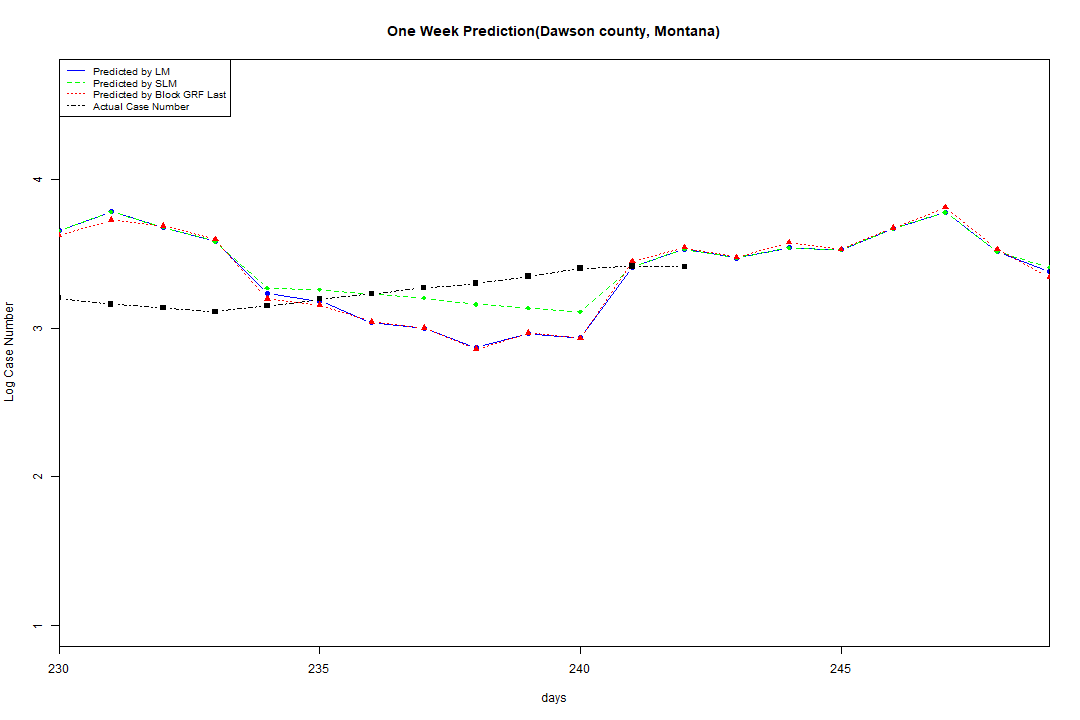 One Week Prediction(Dawson county, Montana)
Predicted by LM
Predicted by SLM
Predicted by Block GRF Last
Actual Case Number
Log Case Number
4
3
2
1
230
235
240
245
days